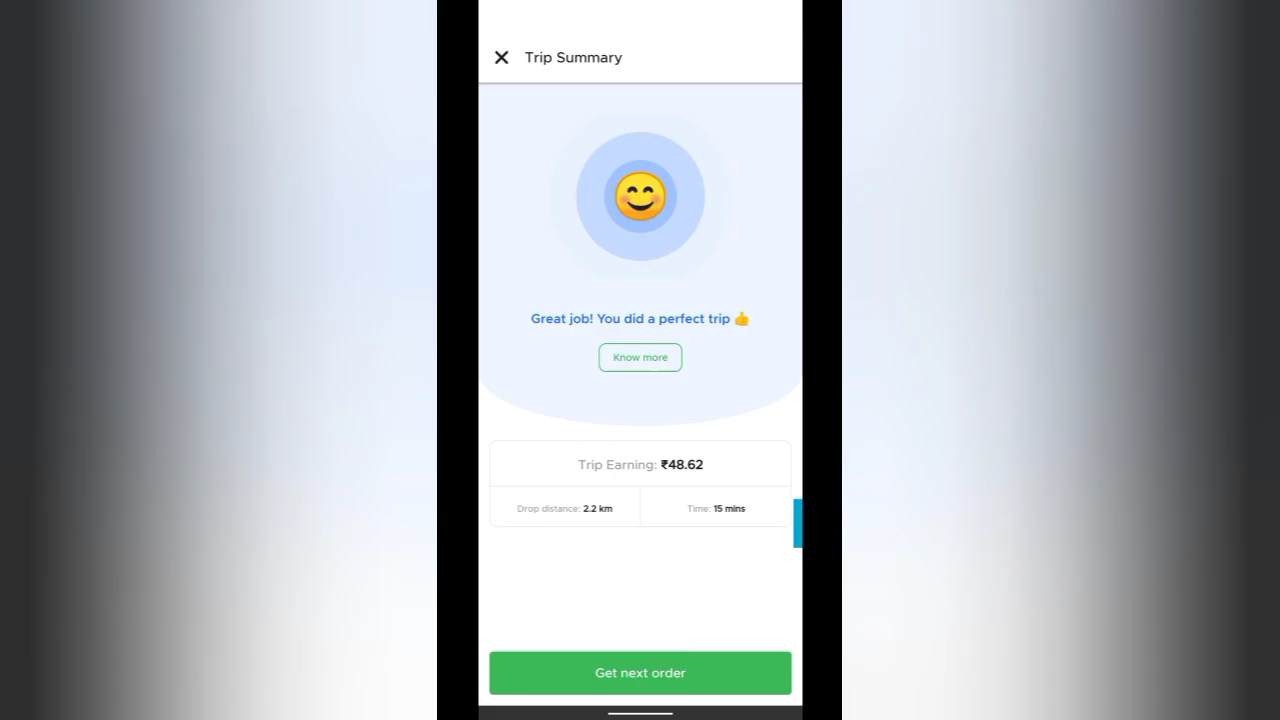 Trip Summary
Great job! You did a perfect trip 👍
Know more
Trip Earning: ₹48.62
Drop distance: 2.2 km
Time: 15 mins
Get next order